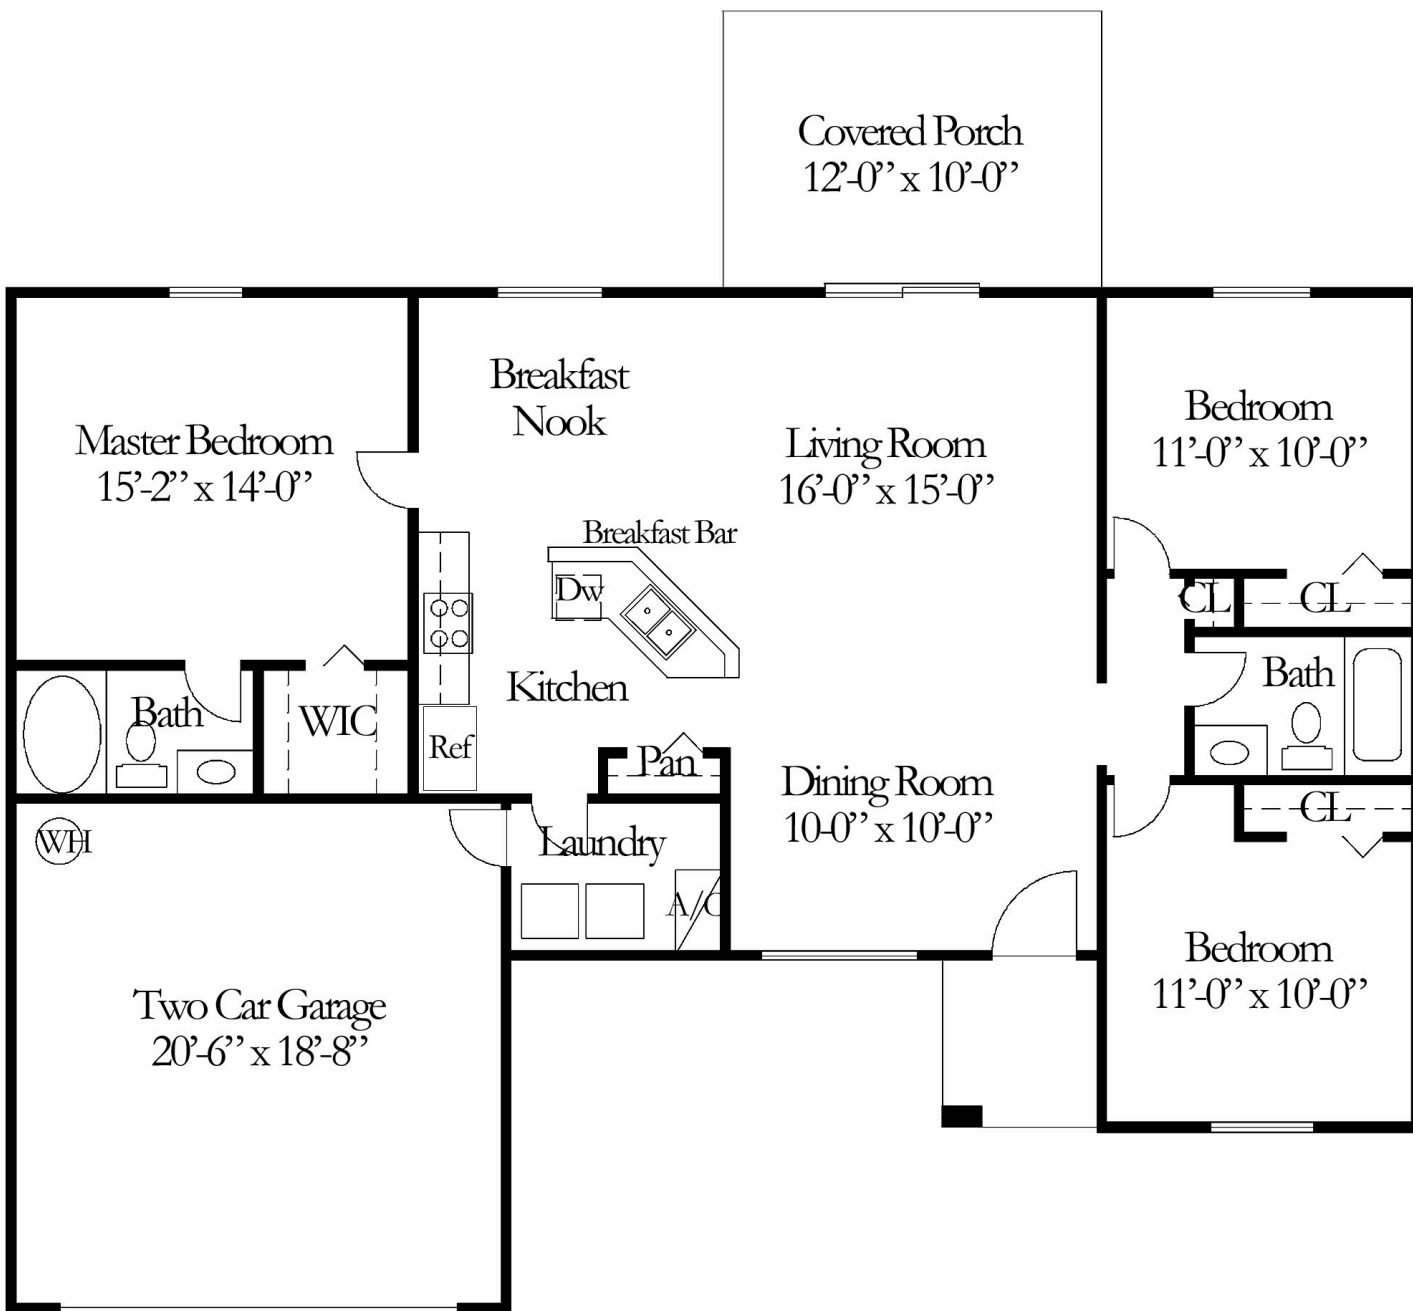 Covered Porch
12'-0" x 10'-0"
Breakfast
Nook
Master Bedroom
15'-2" x 14'-0"
Living Room
16'-0" x 15'-0"
Bedroom
11'-0" x 10'-0"
Breakfast Bar
Dw
CL
CL
Kitchen
Bath
WIC
Ref
Pan
Bath
Dining Room
10-0" x 10'-0"
CL
WH
Laundry
A/C
Bedroom
11'-0" x 10'-0"
Two Car Garage
20'-6" x 18'-8"